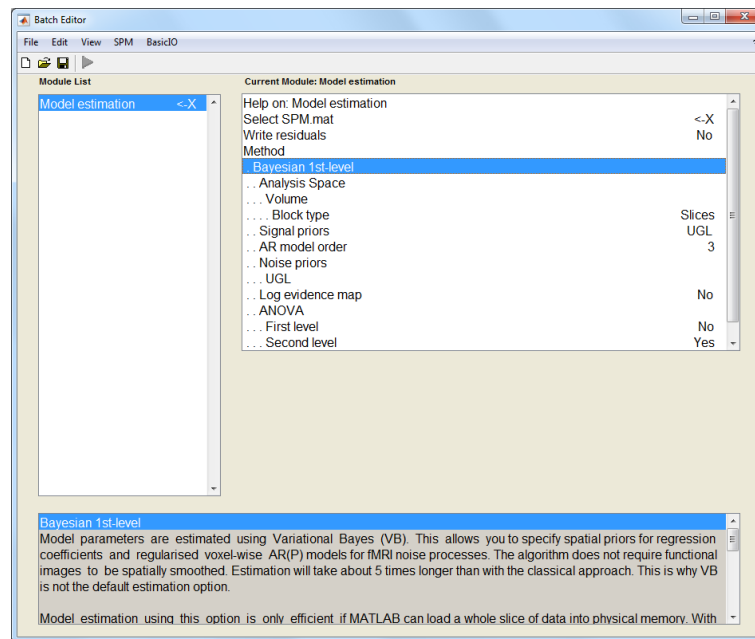 Batch Editor
File Edit View SPM BasicIO
Module List
Current Module: Model estimation
Model estimation <-X
Help on: Model estimation
Select SPM.mat <-X
Write residuals No
Method
. Bayesian 1st-level
. . Analysis Space
. . . Volume
. . . . Block type Slices
. . Signal priors UGL
. . AR model order 3
. . Noise priors
. . . UGL
. . Log evidence map No
. . ANOVA
. . . First level No
. . . Second level Yes
Bayesian 1st-level
Model parameters are estimated using Variational Bayes (VB). This allows you to specify spatial priors for regression
coefficients and regularised voxel-wise AR(P) models for fMRI noise processes. The algorithm does not require functional
images to be spatially smoothed. Estimation will take about 5 times longer than with the classical approach. This is why VB
is not the default estimation option.
Model estimation using this option is only efficient if MATLAB can load a whole slice of data into physical memory. With